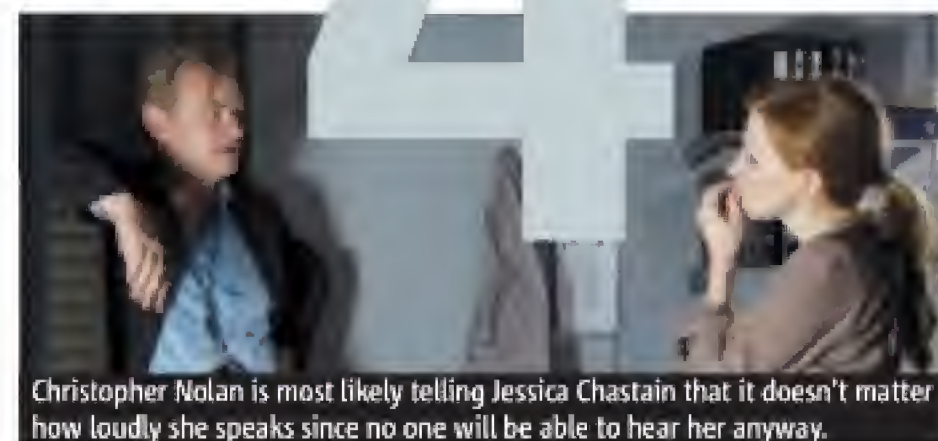 4
Christopher Nolan is most likely telling Jessica Chastain that it doesn't matter
how loudly she speaks since no one will be able to hear her anyway.